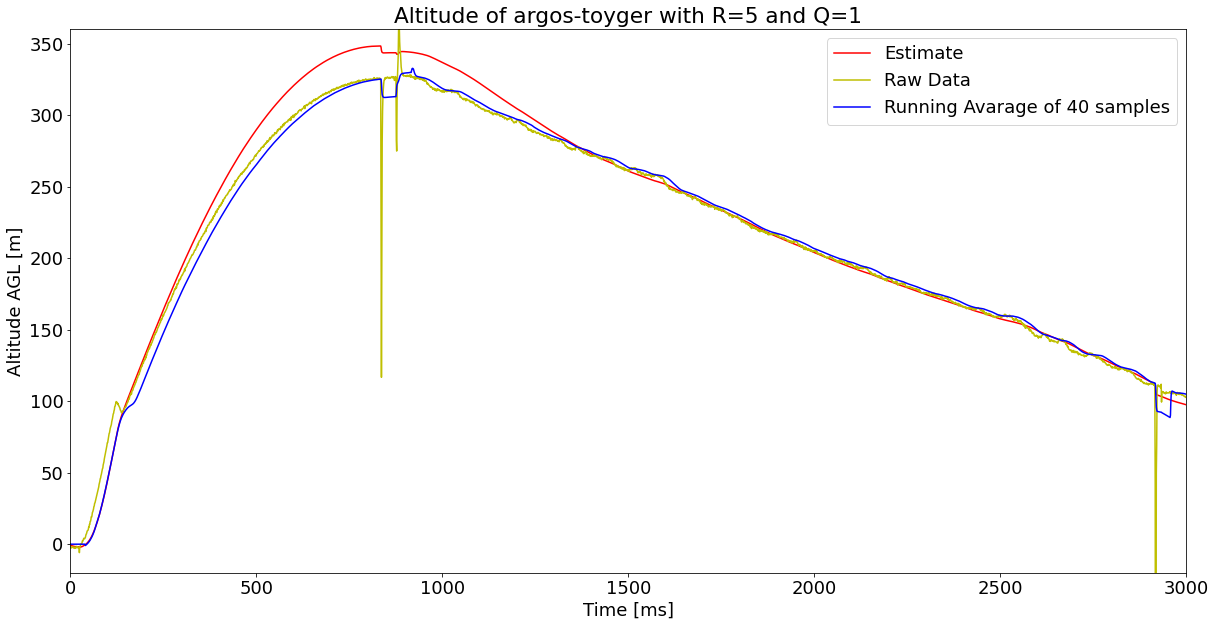 Altitude of argos-toyger with R=5 and Q=1
Estimate
Raw Data
Running Avarage of 40 samples
Altitude AGL [m]
350
300
250
200
150
100
50
0
0 500 1000 1500 2000 2500 3000
Time [ms]